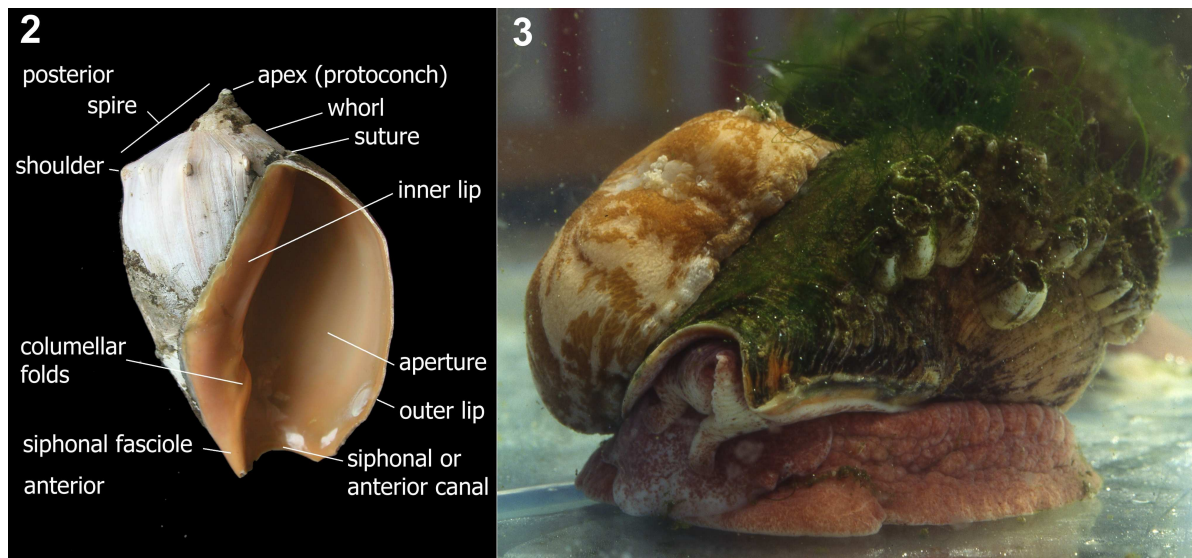 2
posterior
spire
apex (protoconch)
whorl
suture
shoulder
inner lip
columellar
folds
aperture
outer lip
siphonal fasciole
siphonal or
anterior canal
anterior
3